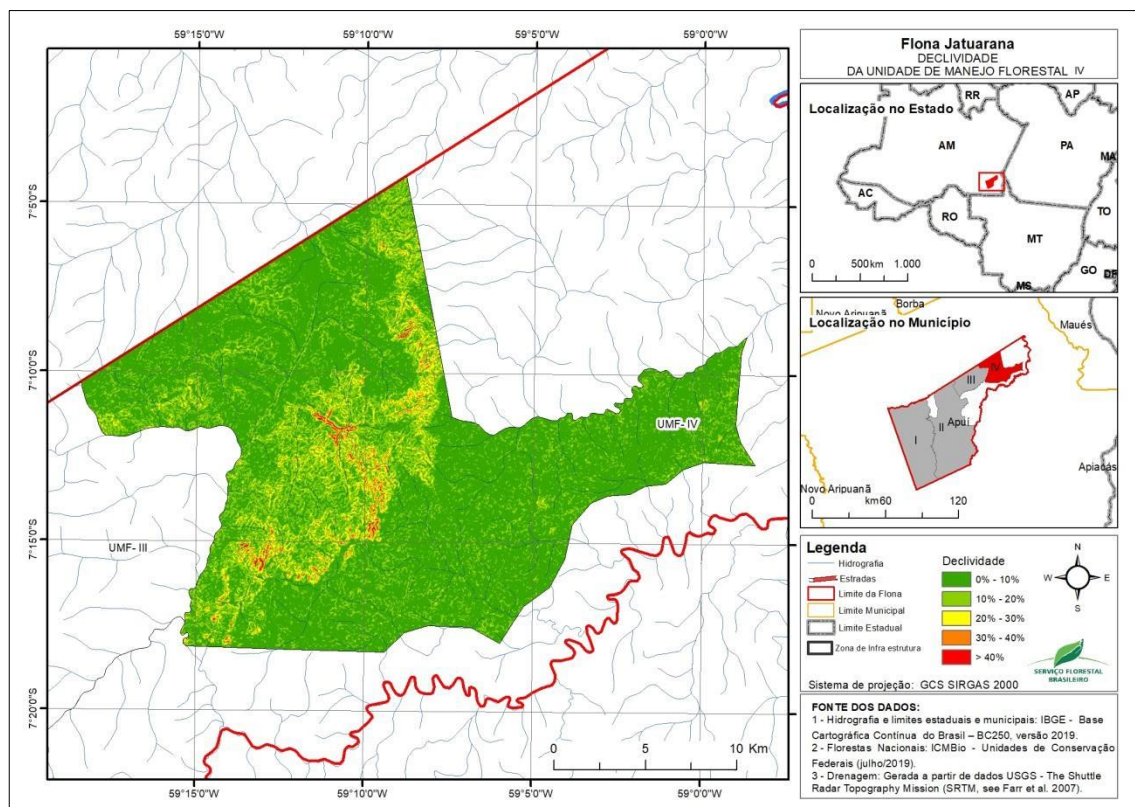 59°15'0"W
59°10'0"W
59°5'0"W
59°0'0"W
7°5'0"S
7°10'0"S
7°15'0"S
7°20'0"S
UMF- IV
UMF- III
0 5 10 Km
59°15'0"W
59°10'0"W
59°5'0"W
59°0'0"W
Flona Jatuarana
DECLIVIDADE
DA UNIDADE DE MANEJO FLORESTAL IV
Localização no Estado
RR
AP
AM
PA
MA
AC
RO
TO
MT
GO
DF
MS
0 500km 1.000
Borba
Novo Aripuanã
Localização no Município
Maués
IV
III
Apuí
II
I
Apiacás
Novo Aripuanã
0 km60 120
Legenda
Hidrografia
Estradas
Limite da Flona
Limite Municipal
Limite Estadual
Zona de Infra estrutura
Declividade
0% - 10%
10% - 20%
20% - 30%
30% - 40%
> 40%
N
W E
S
SERVIÇO FLORESTAL
BRASILEIRO
Sistema de projeção: GCS SIRGAS 2000
FONTE DOS DADOS:
1 - Hidrografia e limites estaduais e municipais: IBGE - Base
Cartográfica Contínua do Brasil – BC250, versão 2019.
2 - Florestas Nacionais: ICMBio - Unidades de Conservação
Federais (julho/2019).
3 - Drenagem: Gerada a partir de dados USGS - The Shuttle
Radar Topography Mission (SRTM, see Farr et al. 2007).